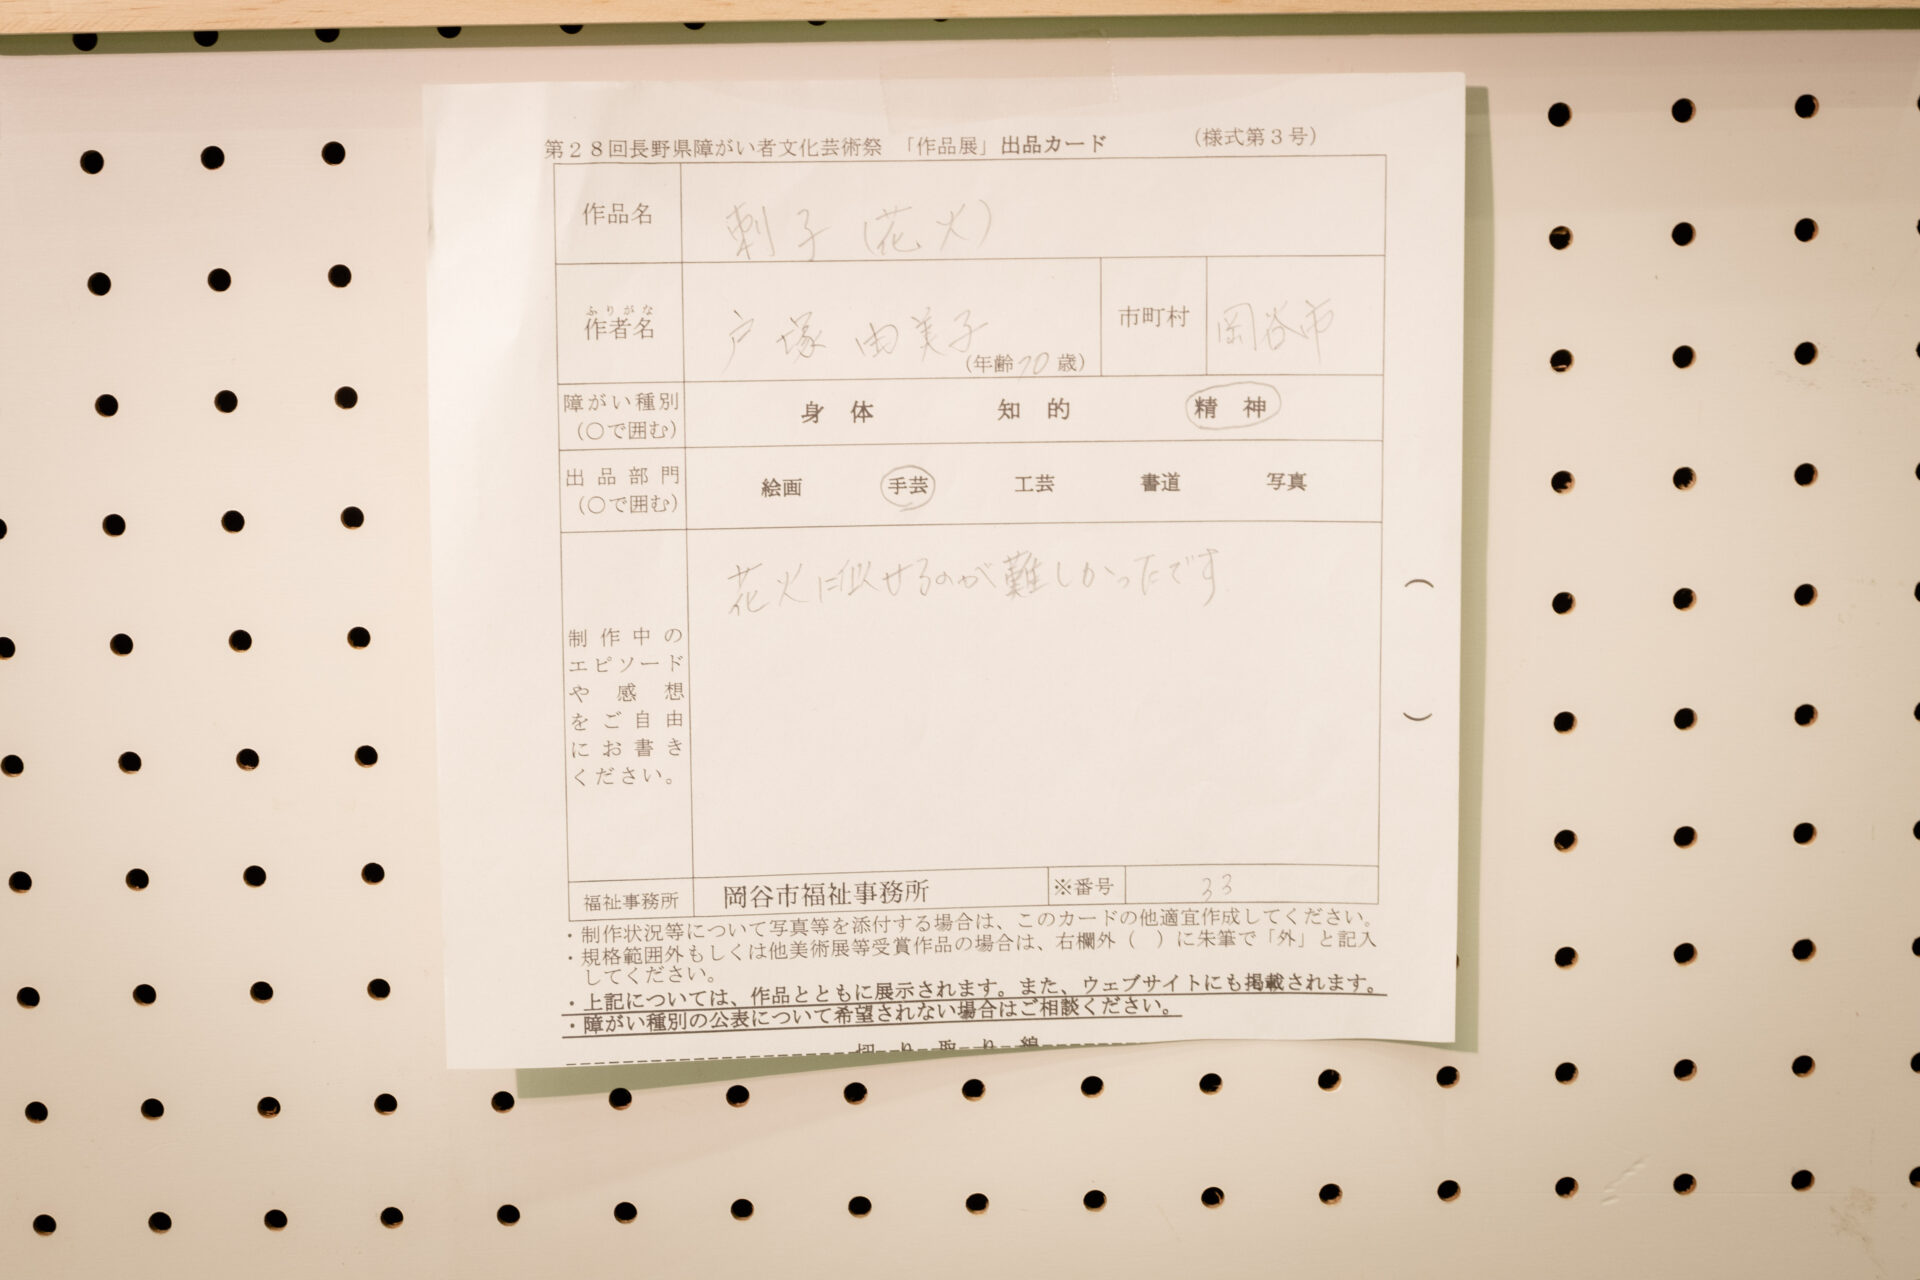 第28回長野県障がい者文化芸術祭 「作品展」出品カード (様式第3号)
作品名 刺子(花火)
ふりがな
作者名 戸塚 由美子 (年齢70歳) 市町村 岡谷市
障がい種別 (○で囲む) 身体 知的 精神
出品部門 (○で囲む) 絵画 手芸 工芸 書道 写真
花火に似せるのが難しかったです
制作中の
エピソード
や感想
をご自由
にお書き
ください。
( )
福祉事務所 岡谷市福祉事務所 ※番号 33
・制作状況等について写真等を添付する場合は、このカードの他適宜作成してください。
・規格範囲外もしくは他美術展等受賞作品の場合は、右欄外( )に朱筆で「外」と記入
してください。
・上記については、作品とともに展示されます。また、ウェブサイトにも掲載されます。
・障がい種別の公表について希望されない場合はご相談ください。
切り取り線